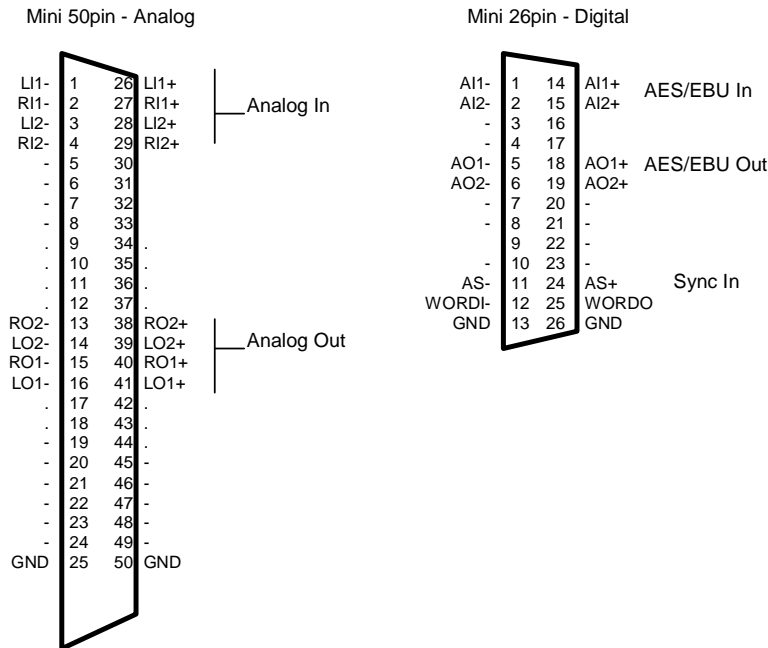 Mini 50pin - Analog
LI1- 1 26 LI1+
RI1- 2 27 RI1+
LI2- 3 28 LI2+
RI2- 4 29 RI2+
- 5 30
- 6 31
- 7 32
- 8 33
. 9 34 .
. 10 35 .
. 11 36 .
. 12 37 .
RO2- 13 38 RO2+
LO2- 14 39 LO2+
RO1- 15 40 RO1+
LO1- 16 41 LO1+
. 17 42 .
. 18 43 .
- 19 44 .
- 20 45 -
- 21 46 -
- 22 47 -
- 23 48 -
- 24 49 -
GND 25 50 GND
Analog In
Analog Out
Mini 26pin - Digital
AI1- 1 14 AI1+
AI2- 2 15 AI2+
- 3 16
- 4 17
AO1- 5 18 AO1+
AO2- 6 19 AO2+
- 7 20 -
- 8 21 -
9 22 -
- 10 23 -
AS- 11 24 AS+
WORDI- 12 25 WORDO
GND 13 26 GND
AES/EBU In
AES/EBU Out
Sync In